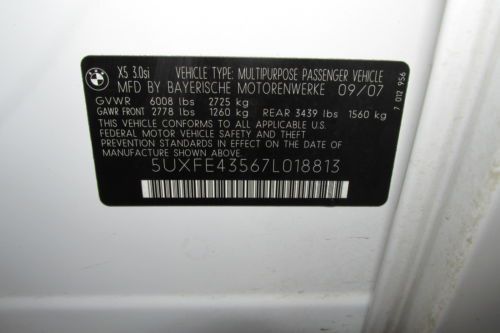 X5 3.0si VEHICLE TYPE: MULTIPURPOSE PASSENGER VEHICLE
MFD BY BAYERISCHE MOTORENWERKE 09/07
GVWR 6008 lbs 2725 kg
GAWR FRONT 2778 lbs 1260 kg REAR 3439 lbs 1560 kg
THIS VEHICLE CONFORMS TO ALL APPLICABLE U.S.
FEDERAL MOTOR VEHICLE SAFETY, BUMPER, AND THEFT
PREVENTION STANDARDS IN EFFECT ON THE DATE OF
MANUFACTURE SHOWN ABOVE.
5UXFE43567L018813
7 012 956